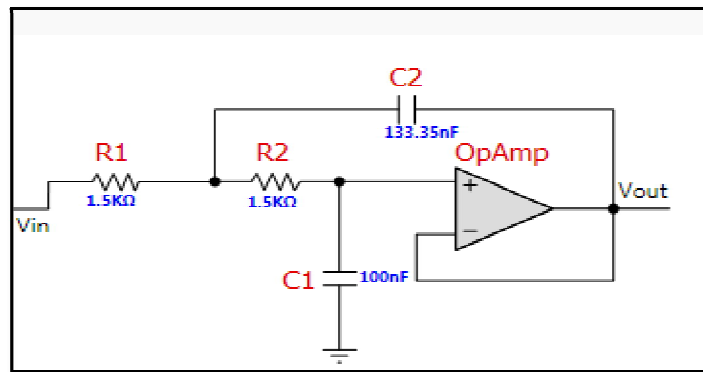 C2
133.35nF
R1
R2
OpAmp
1.5KΩ
1.5KΩ
+
Vout
Vin
−
C1
100nF